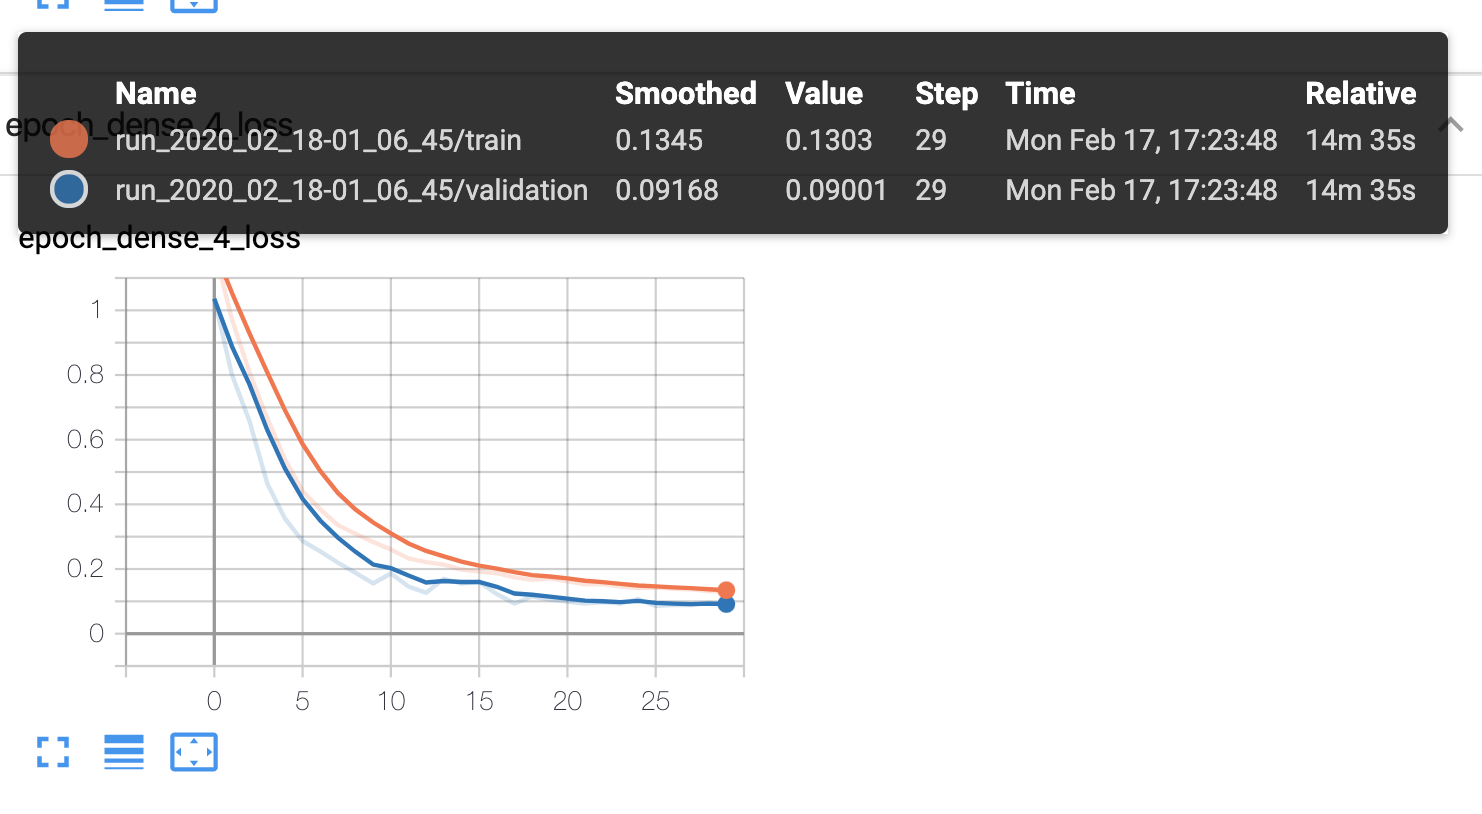 Name Smoothed Value Step Time Relative
epoch_dense_4_loss
run_2020_02_18-01_06_45/train 0.1345 0.1303 29 Mon Feb 17, 17:23:48 14m 35s
run_2020_02_18-01_06_45/validation 0.09168 0.09001 29 Mon Feb 17, 17:23:48 14m 35s
epoch_dense_4_loss
1
0.8
0.6
0.4
0.2
0
0 5 10 15 20 25